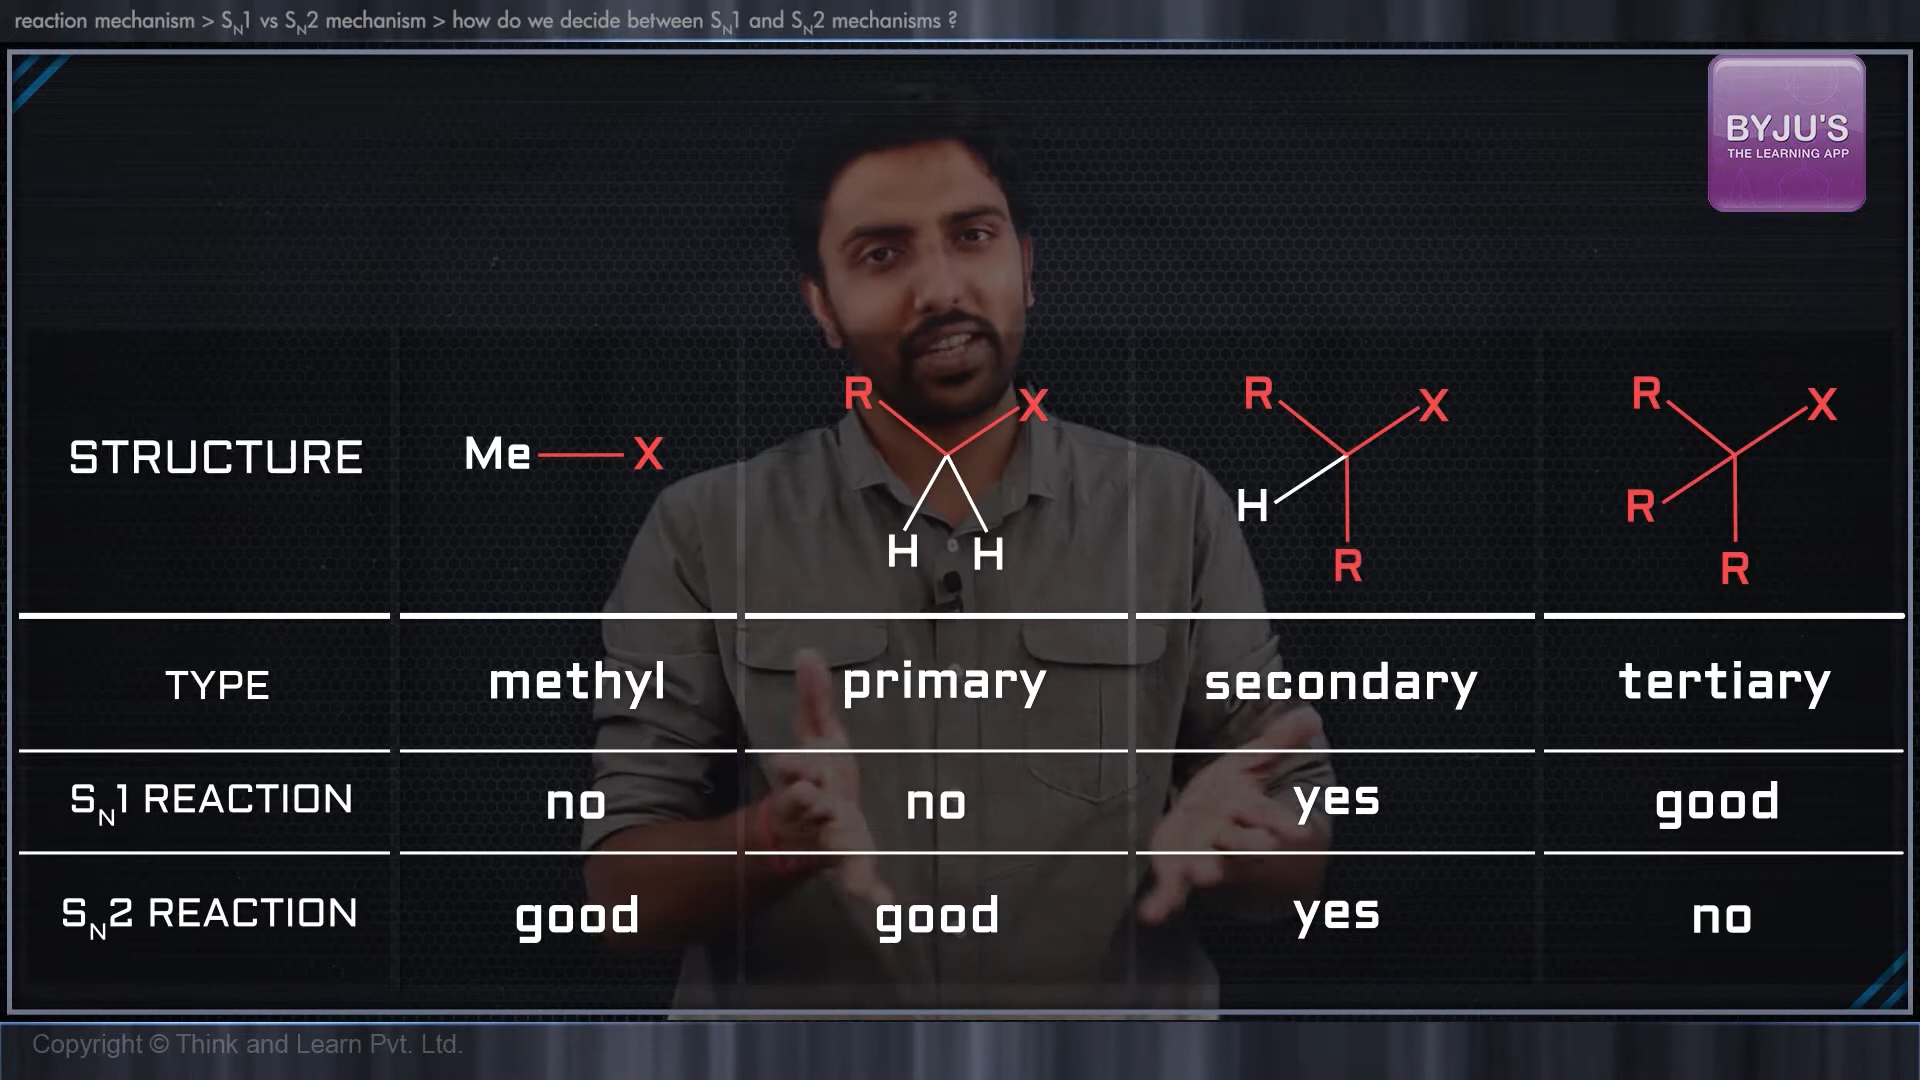 reaction mechanism > SN1 vs SN2 mechanism > how do we decide between SN1 and SN2 mechanisms ?
BYJU'S
THE LEARNING APP
STRUCTURE Me X R X H H R X H R R X R R
TYPE methyl primary secondary tertiary
SN1 REACTION no no yes good
SN2 REACTION good good yes no
Copyright © Think and Learn Pvt. Ltd.